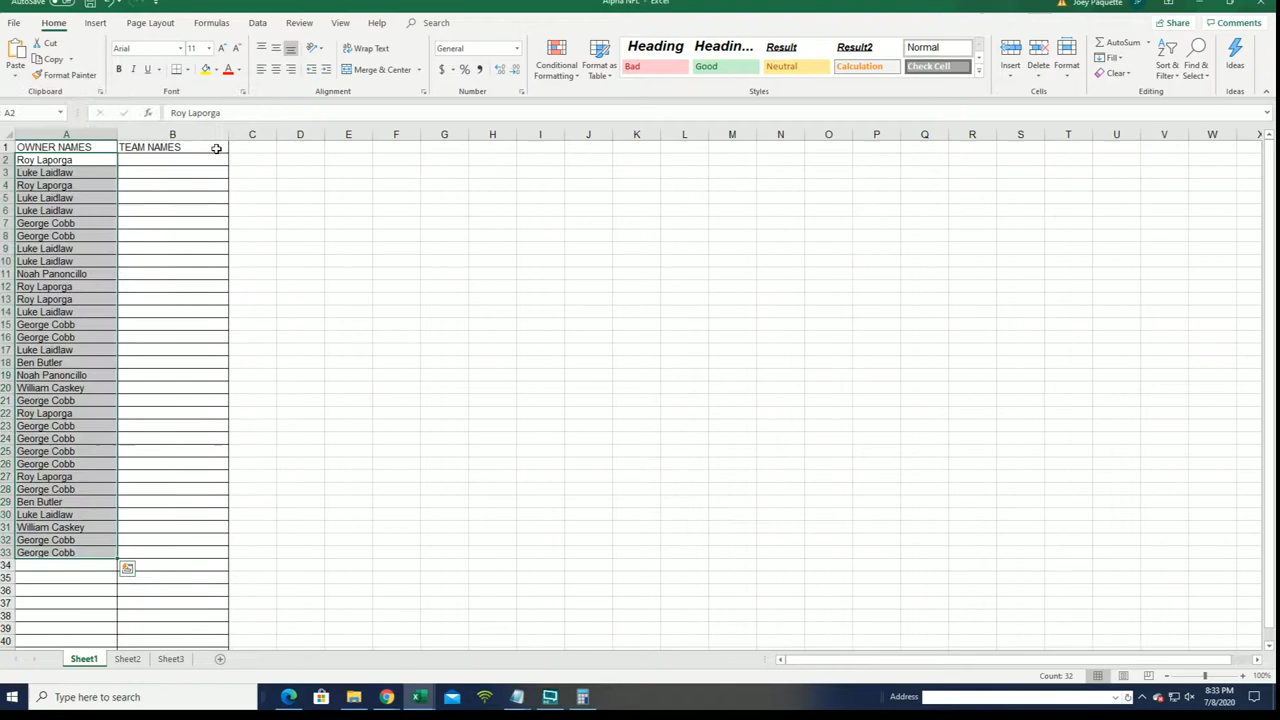 AutoSave
Alpha NFL - Excel
Joey Paquette
JP
File Home Insert Page Layout Formulas Data Review View Help Search
Share Comments
Paste
Cut
Copy
Format Painter
Clipboard
Arial 11
B I U
Font
Wrap Text
Merge & Center
Alignment
General
$ % 9
Number
Conditional Formatting
Format as Table
Heading Headin... Result Result2 Normal
Bad Good Neutral Calculation Check Cell
Styles
Insert Delete Format
Cells
AutoSum
Fill
Clear
Sort & Filter
Find & Select
Editing
Ideas
Ideas
A2 fx Roy Laporga
A B C D E F G H I J K L M N O P Q R S T U V W X
1 OWNER NAMES TEAM NAMES
2 Roy Laporga
3 Luke Laidlaw
4 Roy Laporga
5 Luke Laidlaw
6 Luke Laidlaw
7 George Cobb
8 George Cobb
9 Luke Laidlaw
10 Luke Laidlaw
11 Noah Panoncillo
12 Roy Laporga
13 Roy Laporga
14 Luke Laidlaw
15 George Cobb
16 George Cobb
17 Luke Laidlaw
18 Ben Butler
19 Noah Panoncillo
20 William Caskey
21 George Cobb
22 Roy Laporga
23 George Cobb
24 George Cobb
25 George Cobb
26 George Cobb
27 Roy Laporga
28 George Cobb
29 Ben Butler
30 Luke Laidlaw
31 William Caskey
32 George Cobb
33 George Cobb
34
35
36
37
38
39
40
Sheet1 Sheet2 Sheet3
Count: 32 100%
Type here to search
Address
8:33 PM
7/8/2020